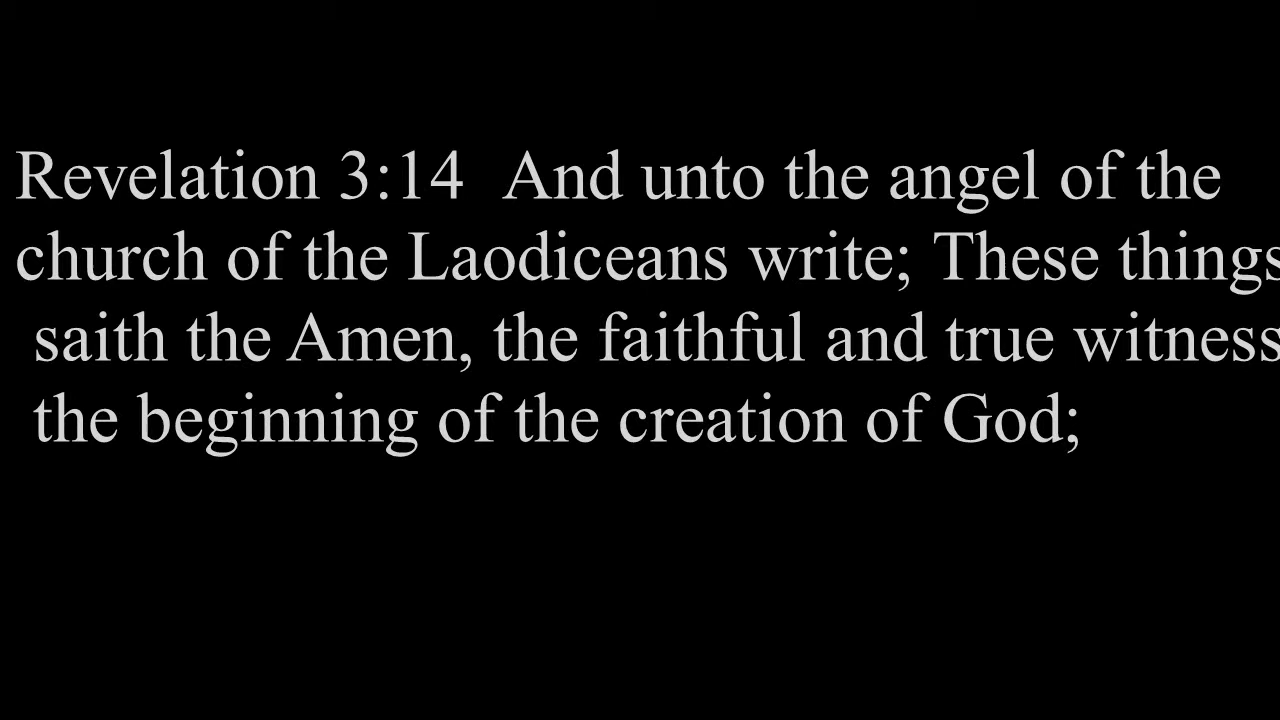 Revelation 3:14  And unto the angel of the
church of the Laodiceans write; These things
saith the Amen, the faithful and true witness
the beginning of the creation of God;